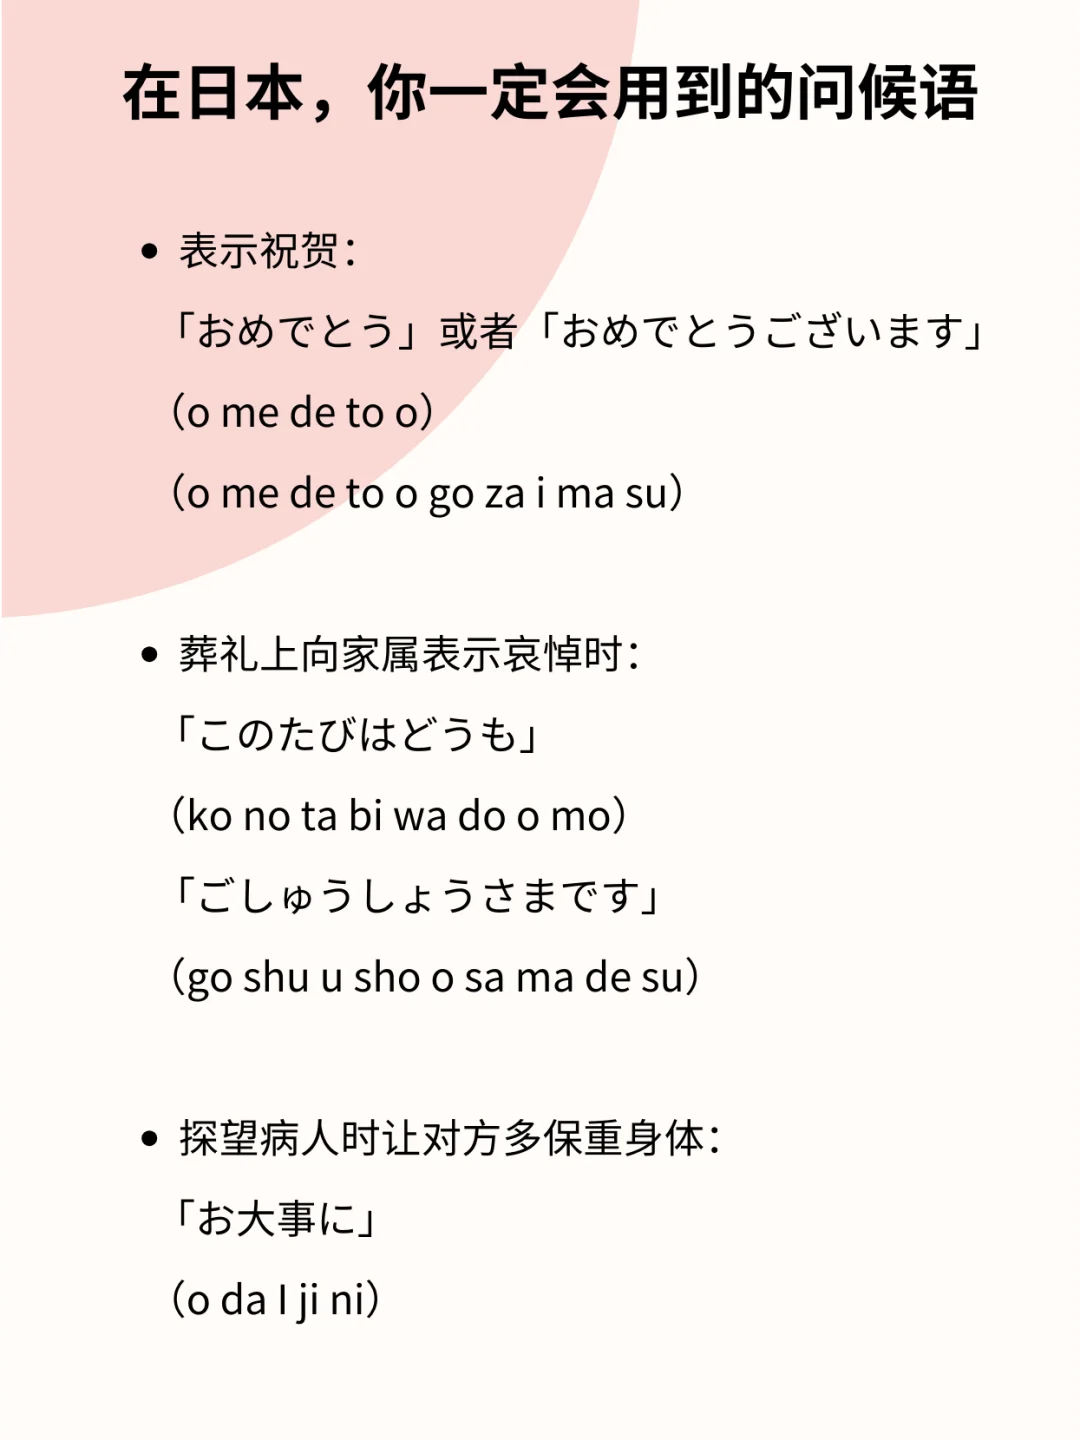 在日本，你一定会用到的问候语
• 表示祝贺：
「おめでとう」或者「おめでとうございます」
（o me de to o）
（o me de to o go za i ma su）
• 葬礼上向家属表示哀悼时：
「このたびはどうも」
（ko no ta bi wa do o mo）
「ごしゅうしょうさまです」
（go shu u sho o sa ma de su）
• 探望病人时让对方多保重身体：
「お大事に」
（o da I ji ni）